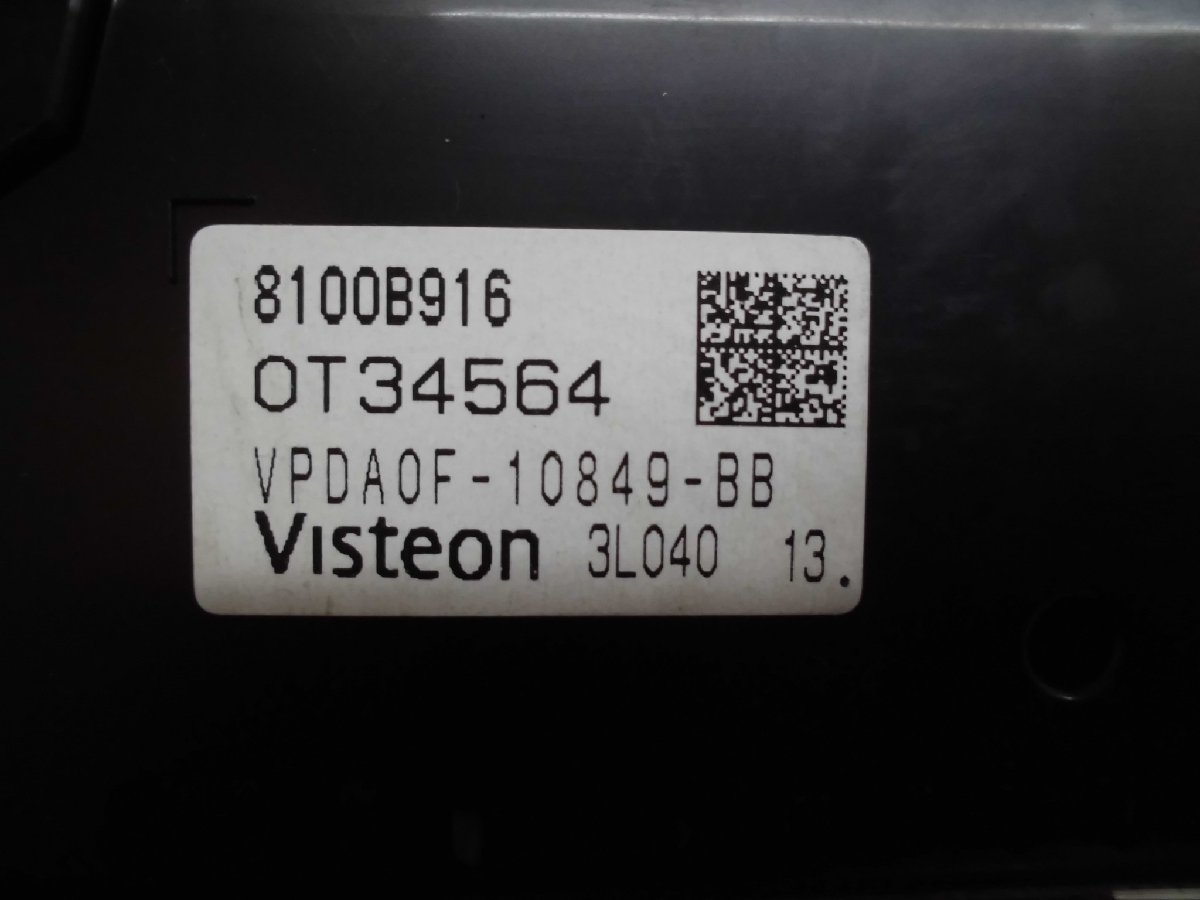 8100B916
OT34564
VPDA0F-10849-BB
Visteon 3L040 13.